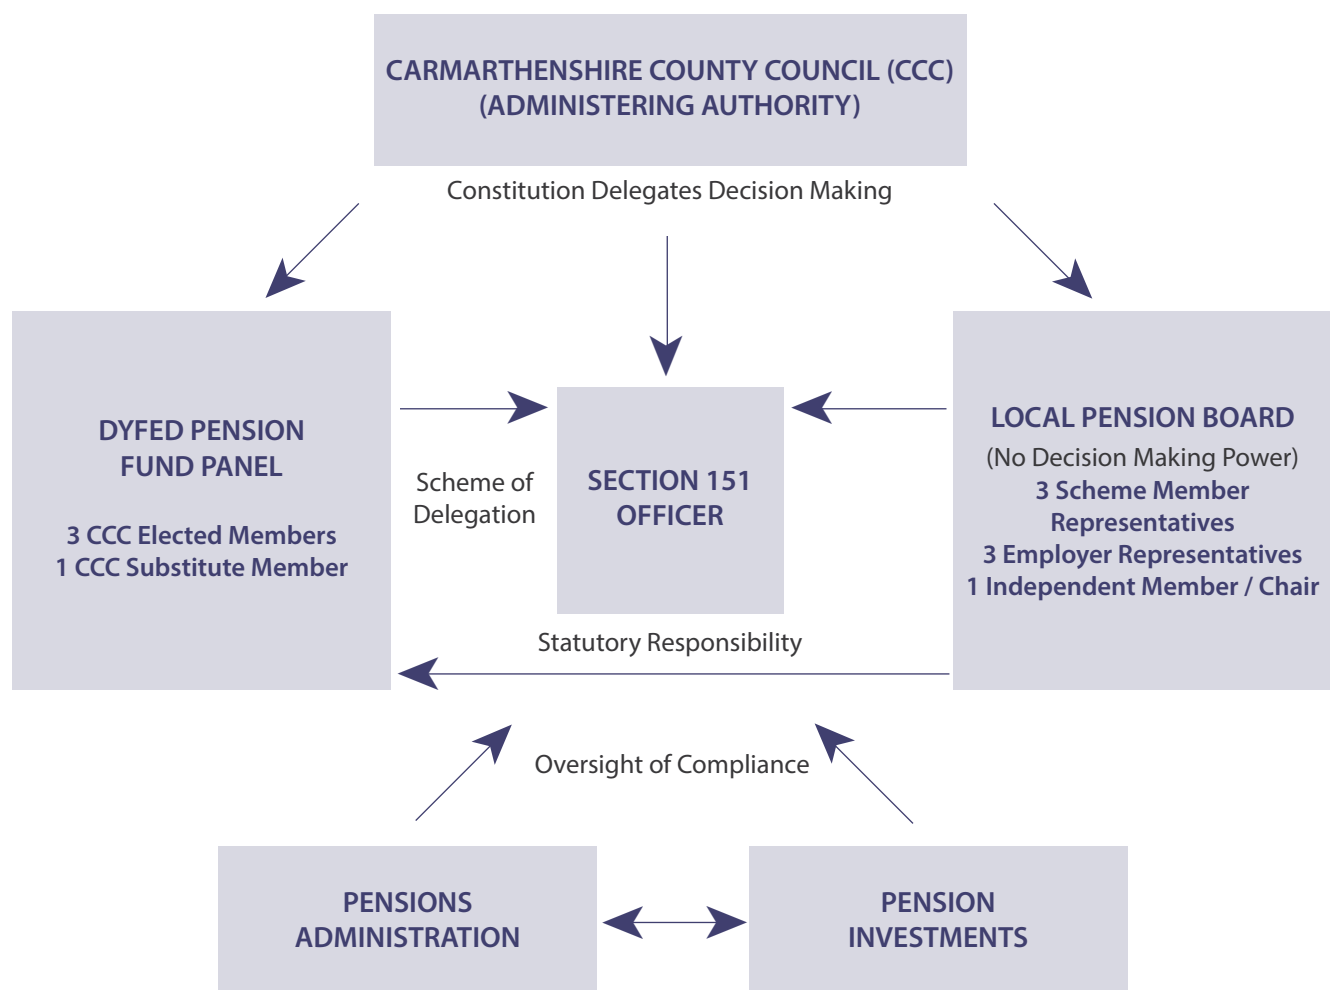 CARMARTHENSHIRE COUNTY COUNCIL (CCC)
(ADMINISTERING AUTHORITY)
Constitution Delegates Decision Making
DYFED PENSION
FUND PANEL
3 CCC Elected Members
1 CCC Substitute Member
Scheme of
Delegation
SECTION 151
OFFICER
LOCAL PENSION BOARD
(No Decision Making Power)
3 Scheme Member
Representatives
3 Employer Representatives
1 Independent Member / Chair
Statutory Responsibility
Oversight of Compliance
PENSIONS
ADMINISTRATION
PENSION
INVESTMENTS